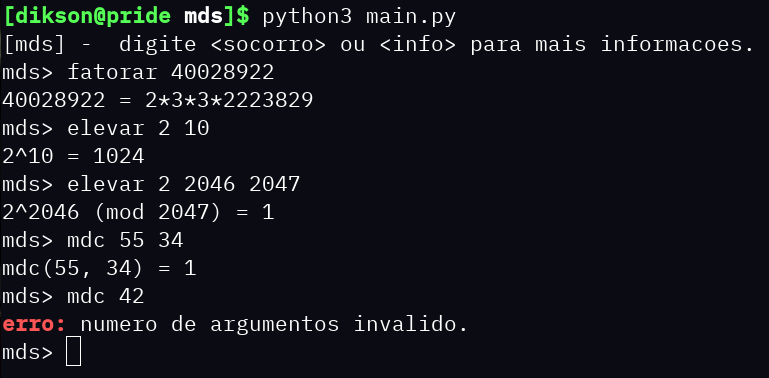 [dikson@pride mds]$ python3 main.py
[mds] -  digite <socorro> ou <info> para mais informacoes.
mds> fatorar 40028922
40028922 = 2*3*3*2223829
mds> elevar 2 10
2^10 = 1024
mds> elevar 2 2046 2047
2^2046 (mod 2047) = 1
mds> mdc 55 34
mdc(55, 34) = 1
mds> mdc 42
erro: numero de argumentos invalido.
mds>